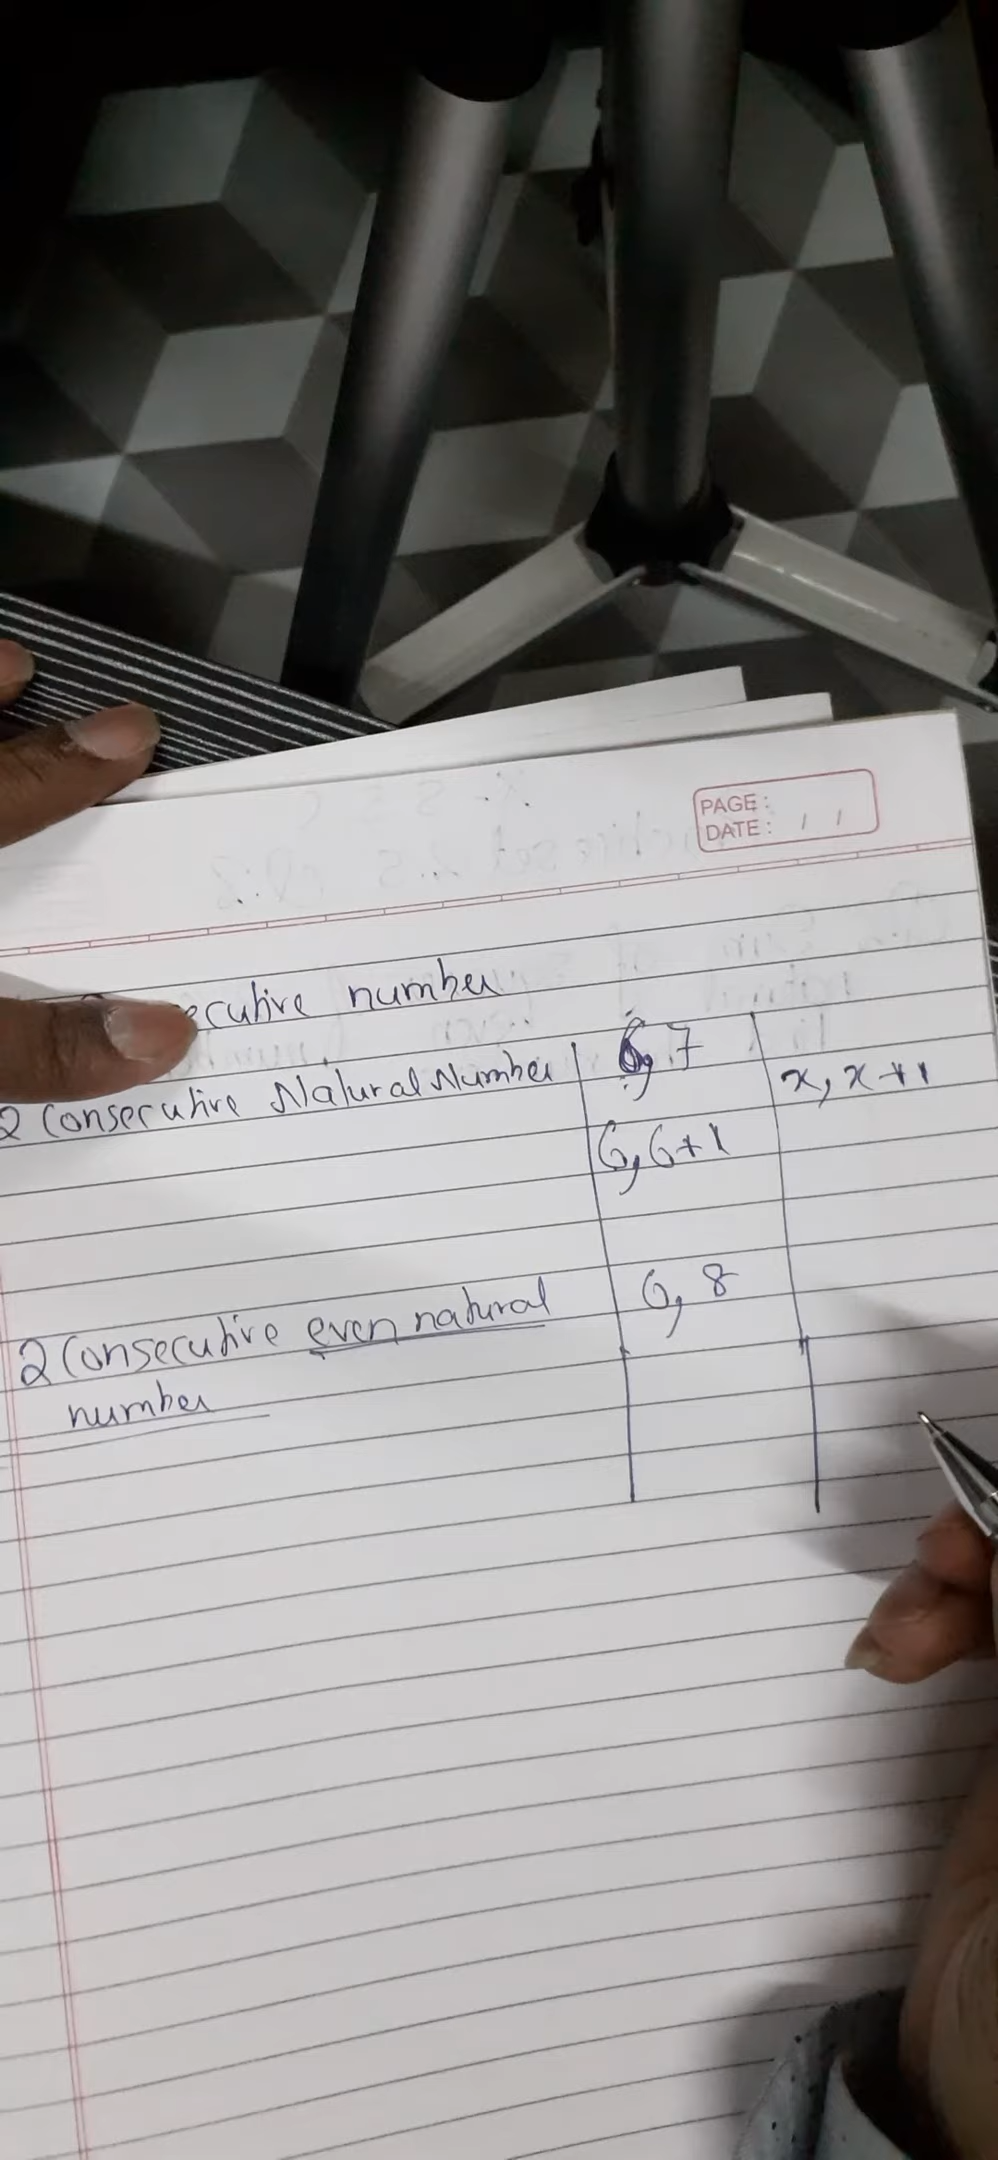 PAGE:
DATE: / /
ecutive number
2 Consecutive Natural Number 6, 7 x, x+1
6, 6+1
2 Consecutive even natural 6, 8
number